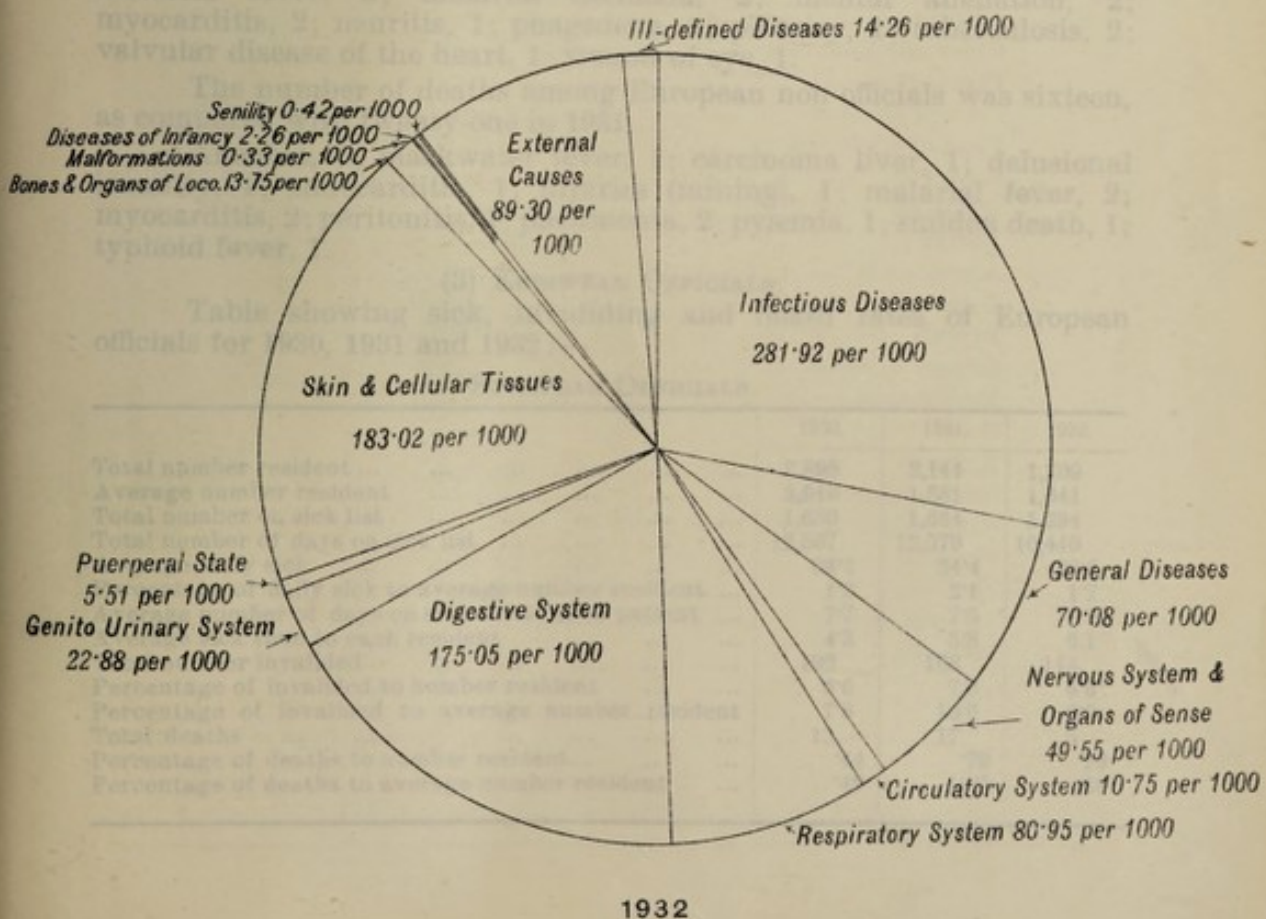 Ill-defined Diseases 14·26 per 1000
Senility 0·42 per 1000
Diseases of Infancy 2·26 per 1000
Malformations 0·33 per 1000
Bones & Organs of Loco. 13·75 per 1000
External
Causes
89·30 per
1000
Infectious Diseases
281·92 per 1000
Skin & Cellular Tissues
183·02 per 1000
Puerperal State
5·51 per 1000
Genito Urinary System
22·88 per 1000
Digestive System
175·05 per 1000
General Diseases
70·08 per 1000
Nervous System &
Organs of Sense
49·55 per 1000
Circulatory System 10·75 per 1000
Respiratory System 80·95 per 1000
1932